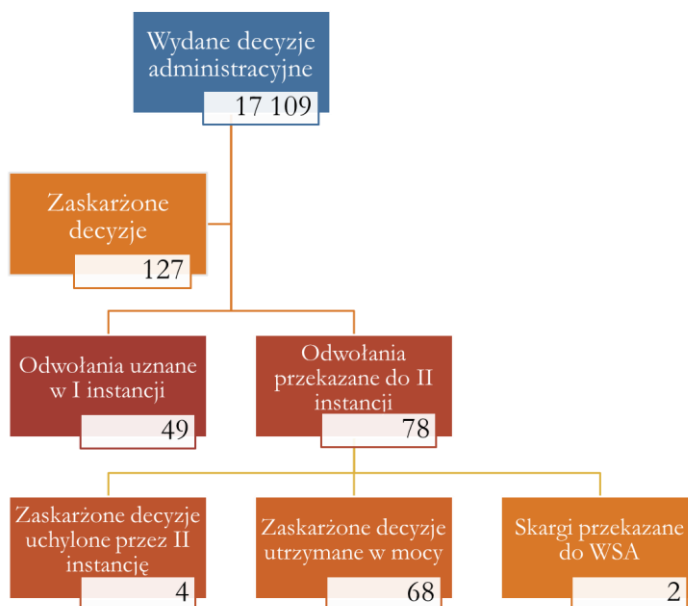 Wydane decyzje
administracyjne
17 109
Zaskarżone
decyzje
127
Odwołania uznane
w I instancji
49
Odwołania
przekazane do II
instancji
78
Zaskarżone decyzje
uchylone przez II
instancję
4
Zaskarżone decyzje
utrzymane w mocy
68
Skargi przekazane
do WSA
2